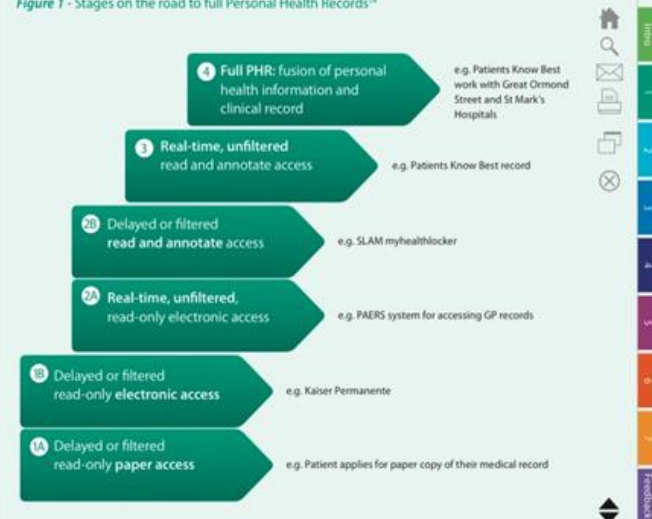 Figure 1 - Stages on the road to full Personal Health Records
4 Full PHR: fusion of personal
health information and
clinical record
e.g. Patients Know Best
work with Great Ormond
Street and St Mark's
Hospitals
3 Real-time, unfiltered
read and annotate access
e.g. Patients Know Best record
2B Delayed or filtered
read and annotate access
e.g. SLAM myhealthlocker
2A Real-time, unfiltered,
read-only electronic access
e.g. PAERS system for accessing GP records
1B Delayed or filtered
read-only electronic access
e.g. Kaiser Permanente
1A Delayed or filtered
read-only paper access
e.g. Patient applies for paper copy of their medical record
Intro
1
2
3
4
5
6
7
Feedback